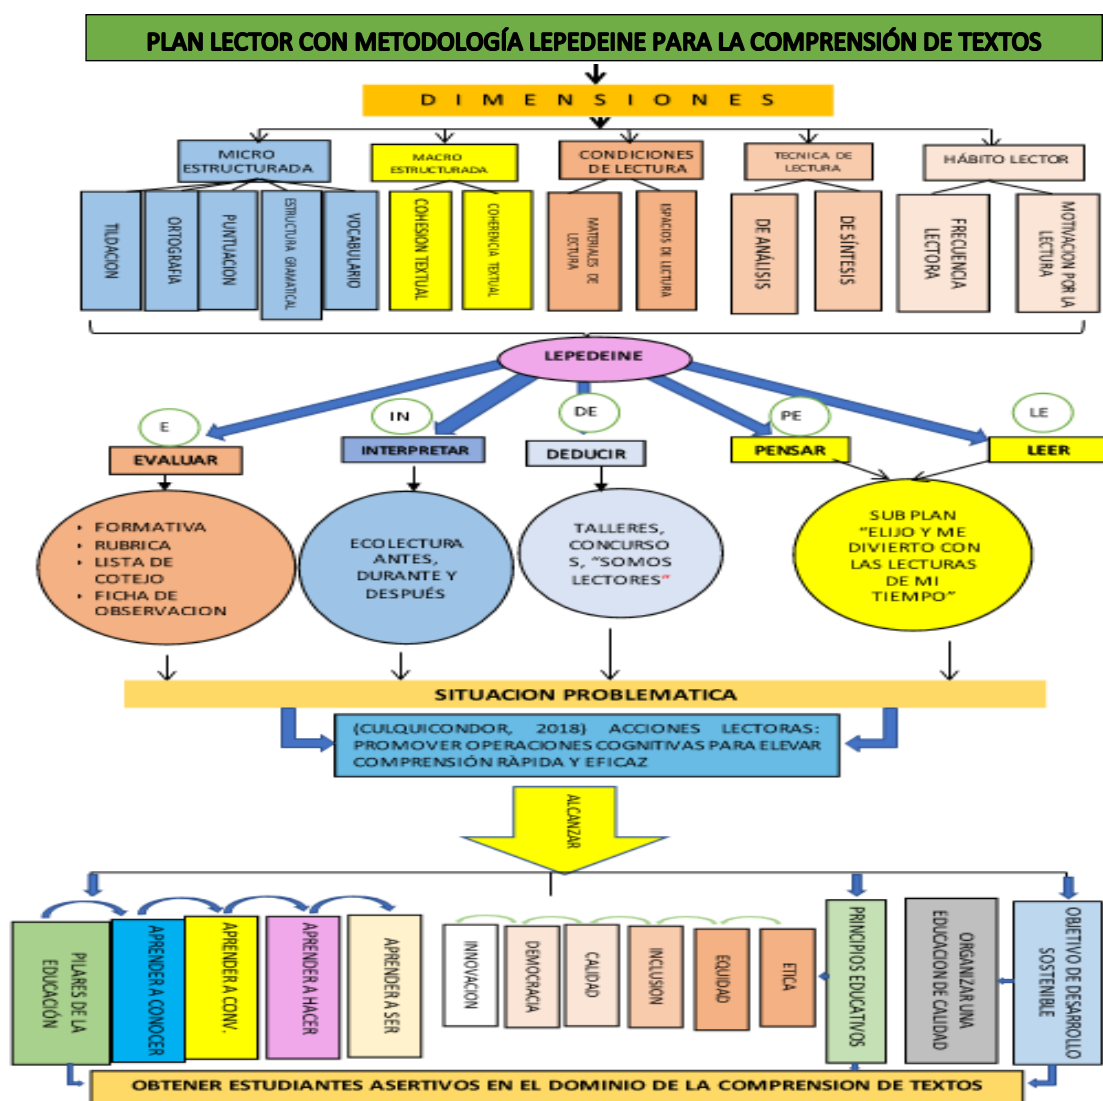 PLAN LECTOR CON METODOLOGÍA LEPEDEINE PARA LA COMPRENSIÓN DE TEXTOS
D I M E N S I O N E S
MICRO
ESTRUCTURADA
MACRO
ESTRUCTURADA
CONDICIONES
DE LECTURA
TECNICA DE
LECTURA
HÁBITO LECTOR
TILDACION
ORTOGRAFIA
PUNTUACION
ESTRUCTURA GRAMATICAL
VOCABULARIO
COHESION TEXTUAL
COHERENCIA TEXTUAL
MATERIALES DE
LECTURA
ESPACIOS DE LECTURA
DE ANÁLISIS
DE SÍNTESIS
FRECUENCIA
LECTORA
MOTIVACION POR LA
LECTURA
LEPEDEINE
E
IN
DE
PE
LE
EVALUAR
INTERPRETAR
DEDUCIR
PENSAR
LEER
• FORMATIVA
• RUBRICA
• LISTA DE
COTEJO
• FICHA DE
OBSERVACION
ECOLECTURA
ANTES,
DURANTE Y
DESPUÉS
TALLERES,
CONCURSO
S, “SOMOS
LECTORES”
SUB PLAN
“ELIJO Y ME
DIVIERTO CON
LAS LECTURAS
DE MI
TIEMPO”
SITUACION PROBLEMATICA
(CULQUICONDOR, 2018) ACCIONES LECTORAS:
PROMOVER OPERACIONES COGNITIVAS PARA ELEVAR
COMPRENSIÓN RÀPIDA Y EFICAZ
ALCANZAR
PILARES DE LA
EDUCACIÓN
APRENDER A CONOCER
APRENDER A CONV.
APRENDER A HACER
APRENDER A SER
INNOVACION
DEMOCRACIA
CALIDAD
INCLUSION
EQUIDAD
ETICA
PRINCIPIOS EDUCATIVOS
ORGANIZAR UNA
EDUCACION DE CALIDAD
OBJETIVO DE DESARROLLO
SOSTENIBLE
OBTENER ESTUDIANTES ASERTIVOS EN EL DOMINIO DE LA COMPRENSION DE TEXTOS